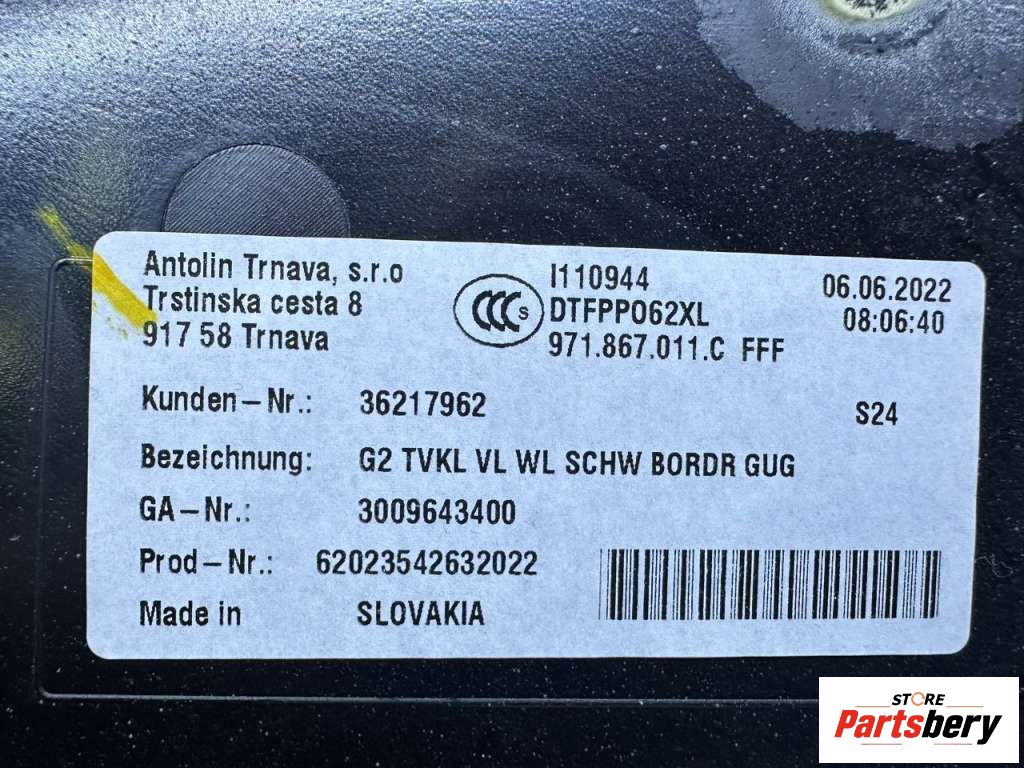 Antolin Trnava, s.r.o
Trstinska cesta 8
917 58 Trnava
CCC S
I110944
DTFPPO62XL
971.867.011.C FFF
06.06.2022
08:06:40
Kunden-Nr.: 36217962
S24
Bezeichnung: G2 TVKL VL WL SCHW BORDR GUG
GA-Nr.: 3009643400
Prod-Nr.: 62023542632022
Made in SLOVAKIA
STORE
Partsbery